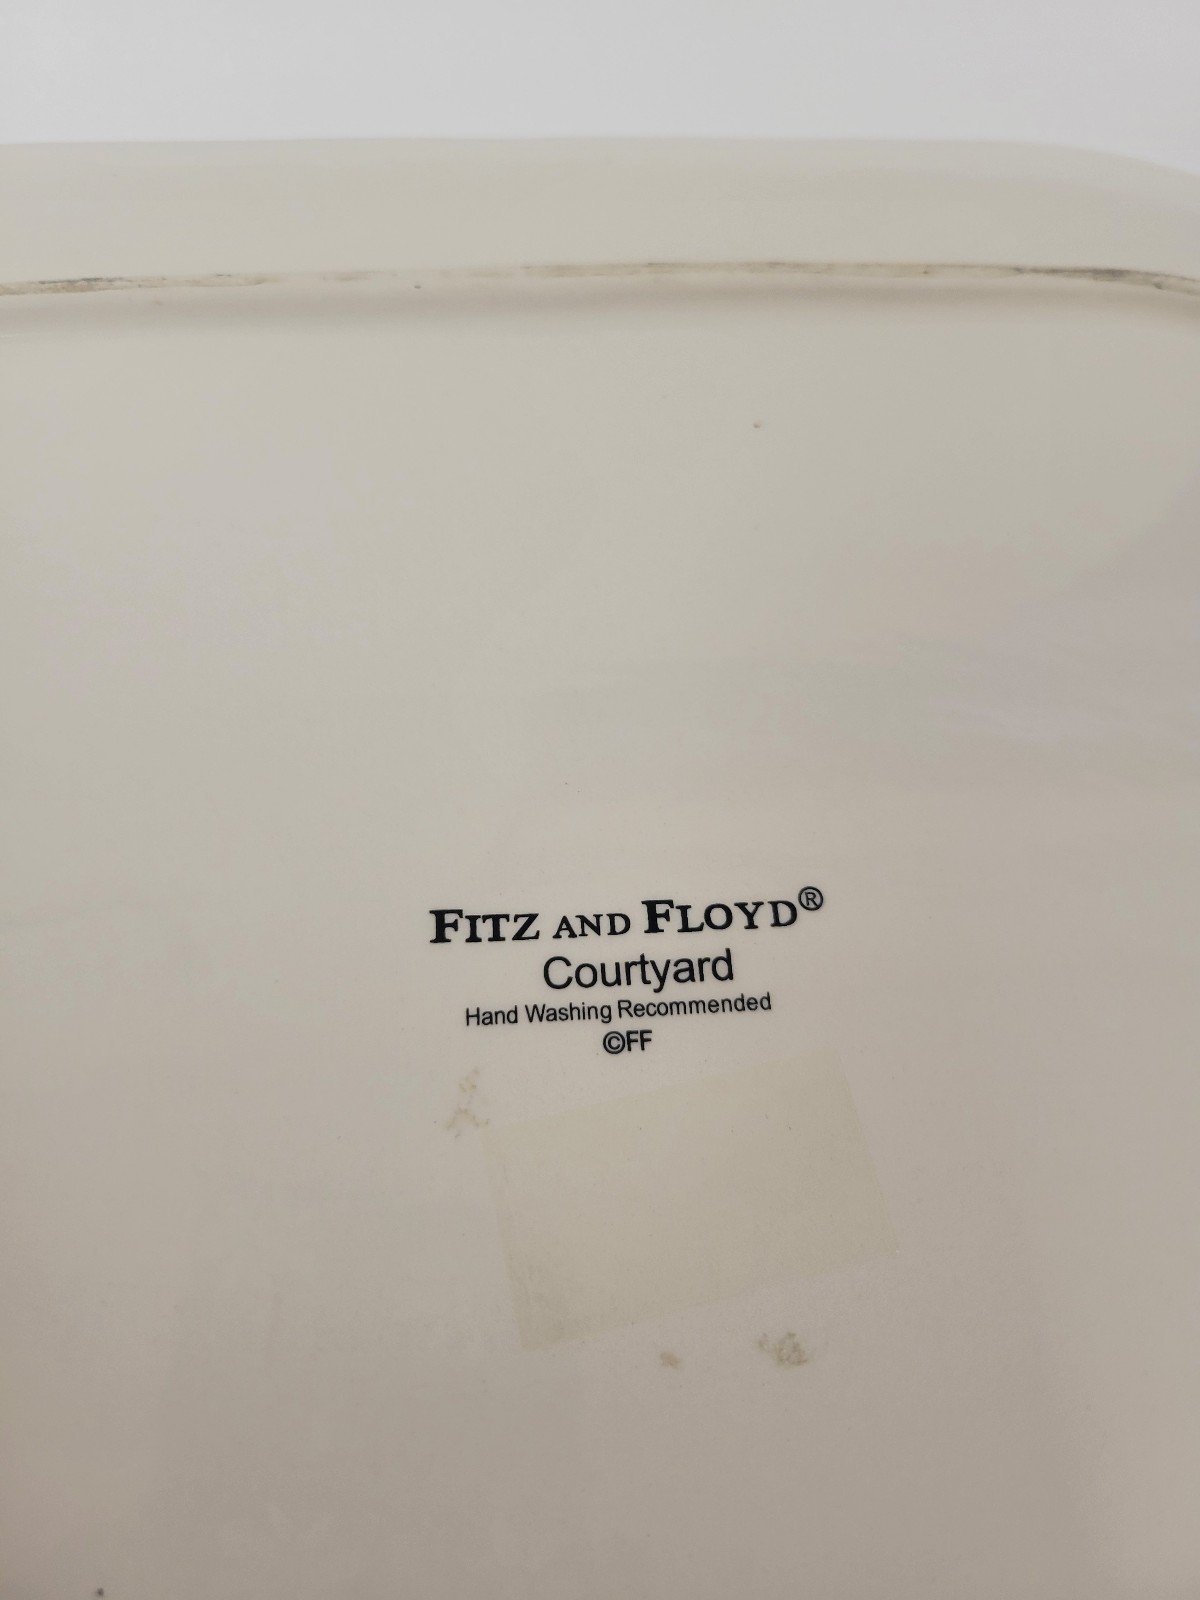 FITZ AND FLOYD®
Courtyard
Hand Washing Recommended
©FF